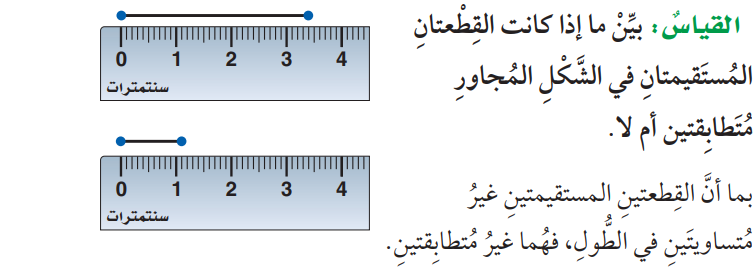 القياسُ: بيِّنْ ما إذا كانت القِطْعتانِ
المُستَقيمتانِ في الشَّكْلِ المُجاورِ
مُتَطابِقتين أم لا.
بما أنَّ القِطعتينِ المستقيمتينِ غيرُ
مُتساويتَينِ في الطُّولِ، فهُما غيرُ مُتطابِقتينِ.
0 1 2 3 4
سنتمترات
0 1 2 3 4
سنتمترات